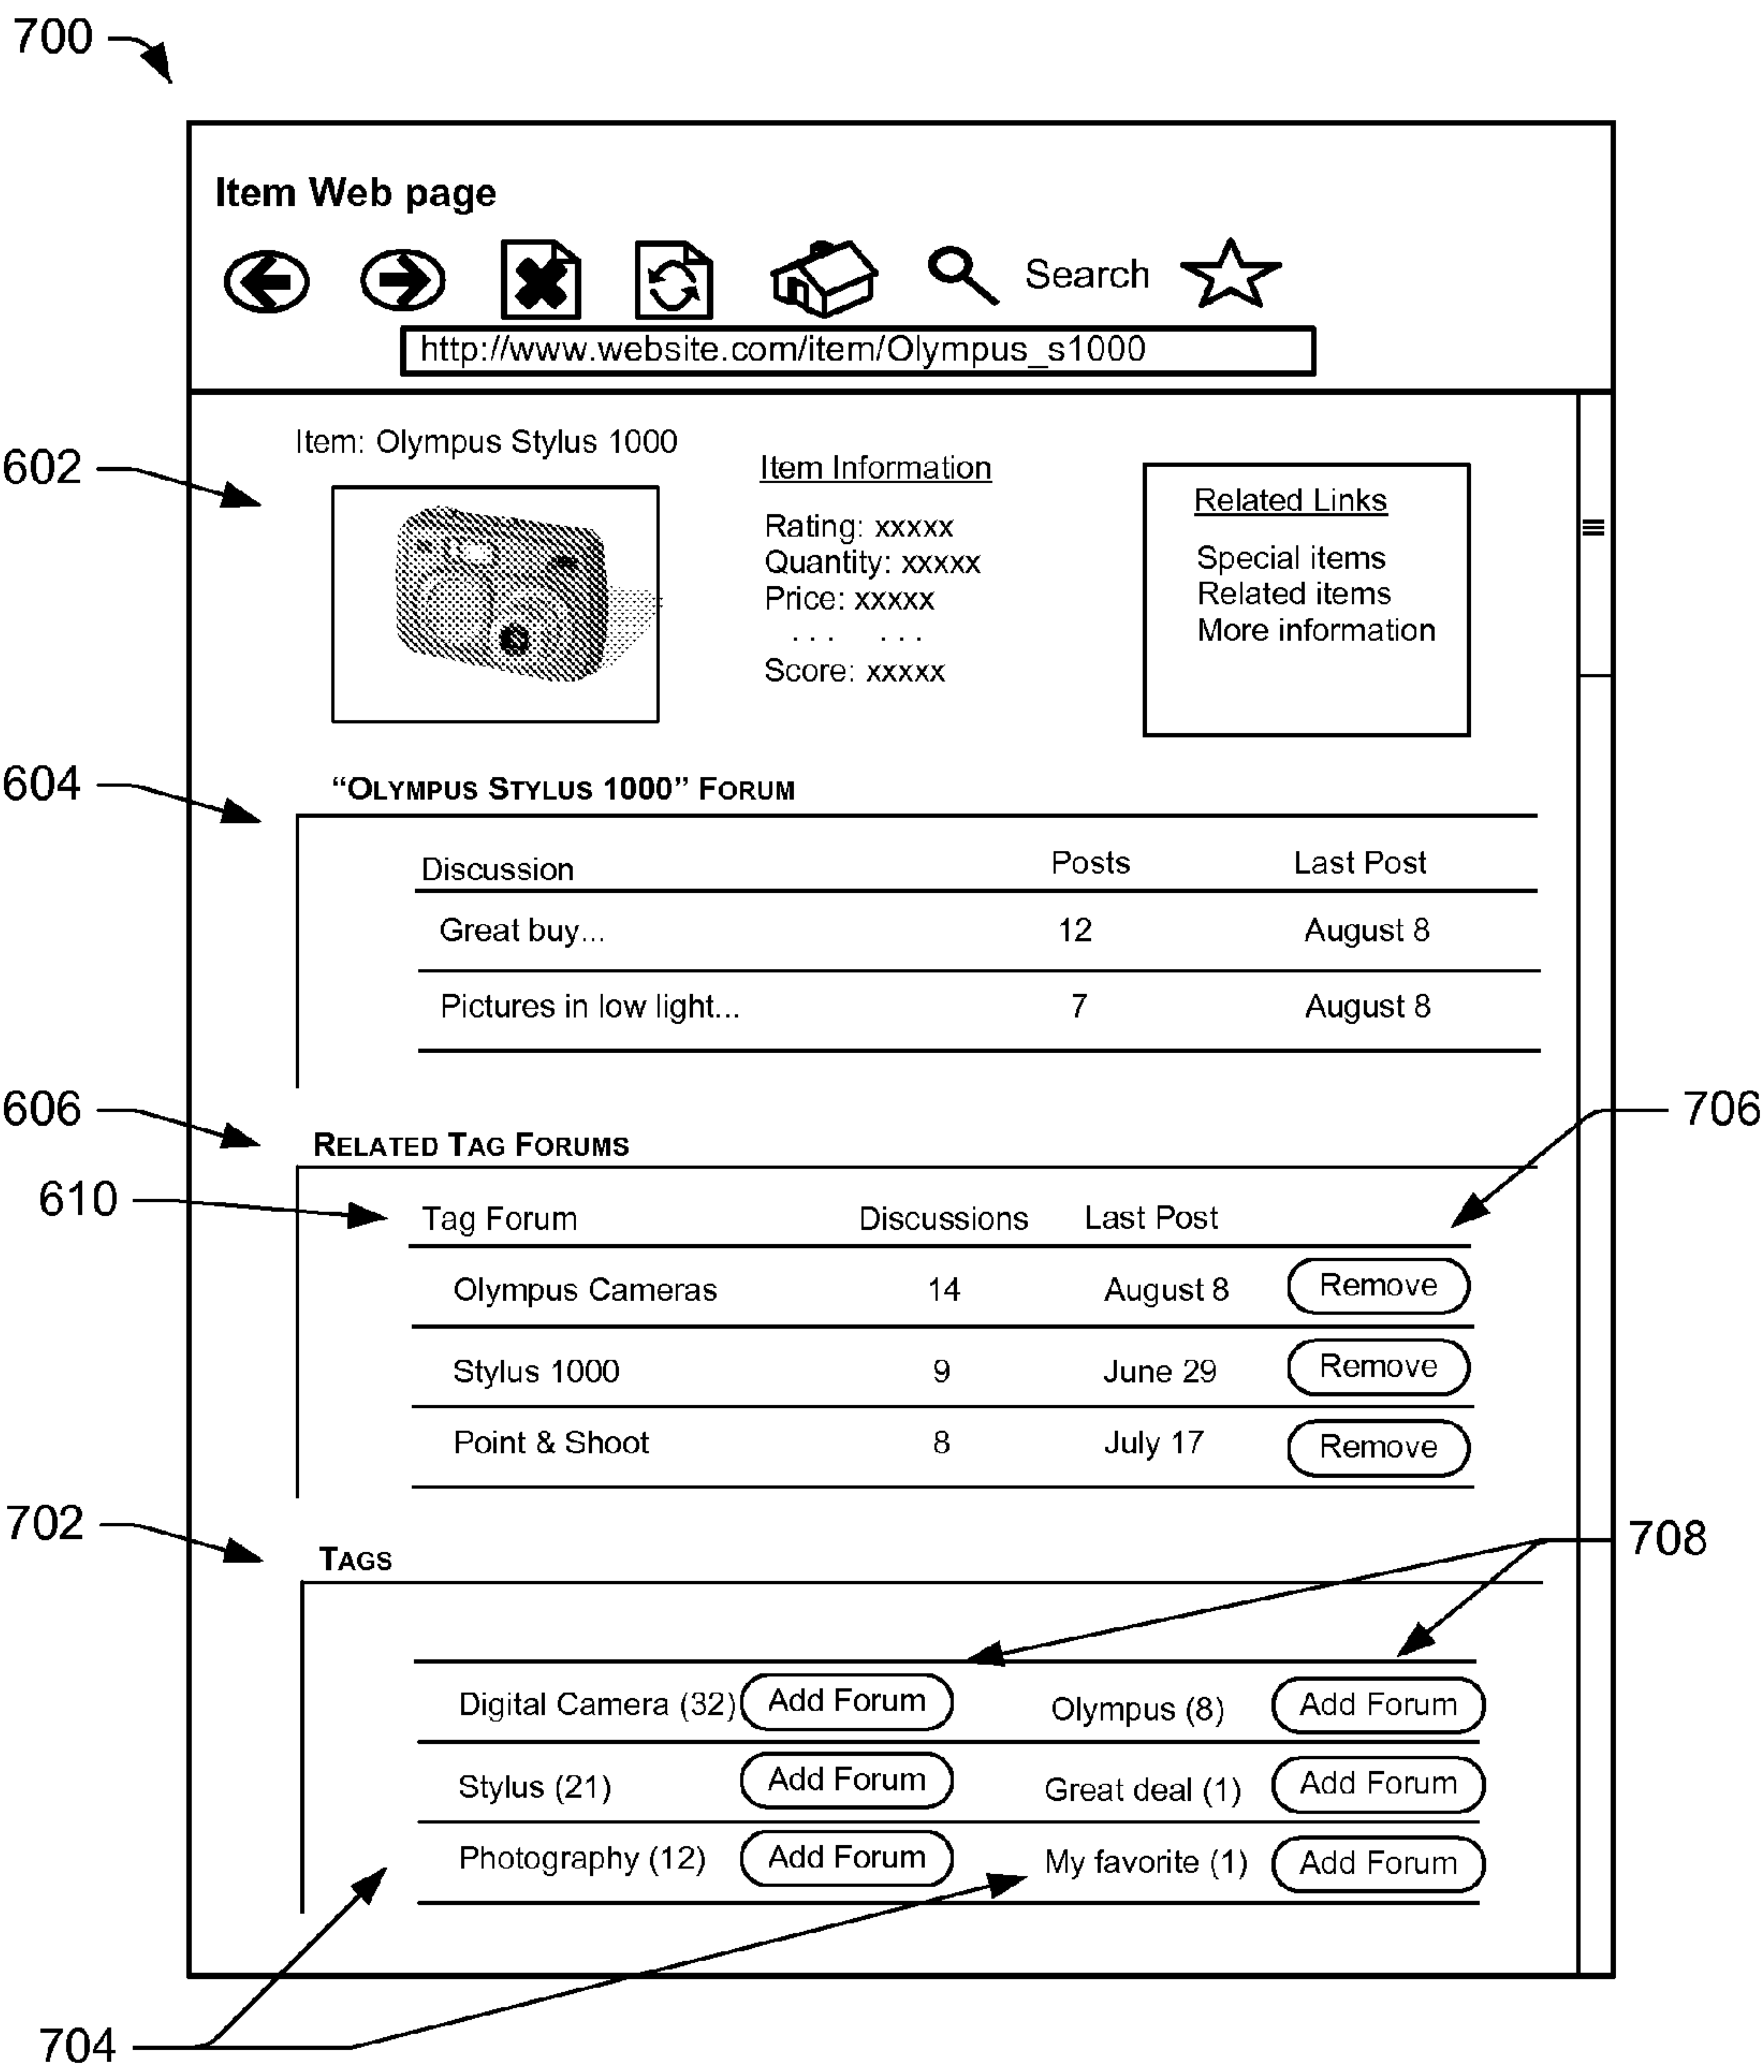 700
Item Web page
Search
http://www.website.com/item/Olympus_s1000
602
Item: Olympus Stylus 1000
Item Information
Rating: xxxxx
Quantity: xxxxx
Price: xxxxx
... ...
Score: xxxxx
Related Links
Special items
Related items
More information
604
“OLYMPUS STYLUS 1000” FORUM
Discussion Posts Last Post
Great buy... 12 August 8
Pictures in low light... 7 August 8
606
706
RELATED TAG FORUMS
610
Tag Forum Discussions Last Post
Olympus Cameras 14 August 8 Remove
Stylus 1000 9 June 29 Remove
Point & Shoot 8 July 17 Remove
702
708
TAGS
Digital Camera (32) Add Forum Olympus (8) Add Forum
Stylus (21) Add Forum Great deal (1) Add Forum
Photography (12) Add Forum My favorite (1) Add Forum
704